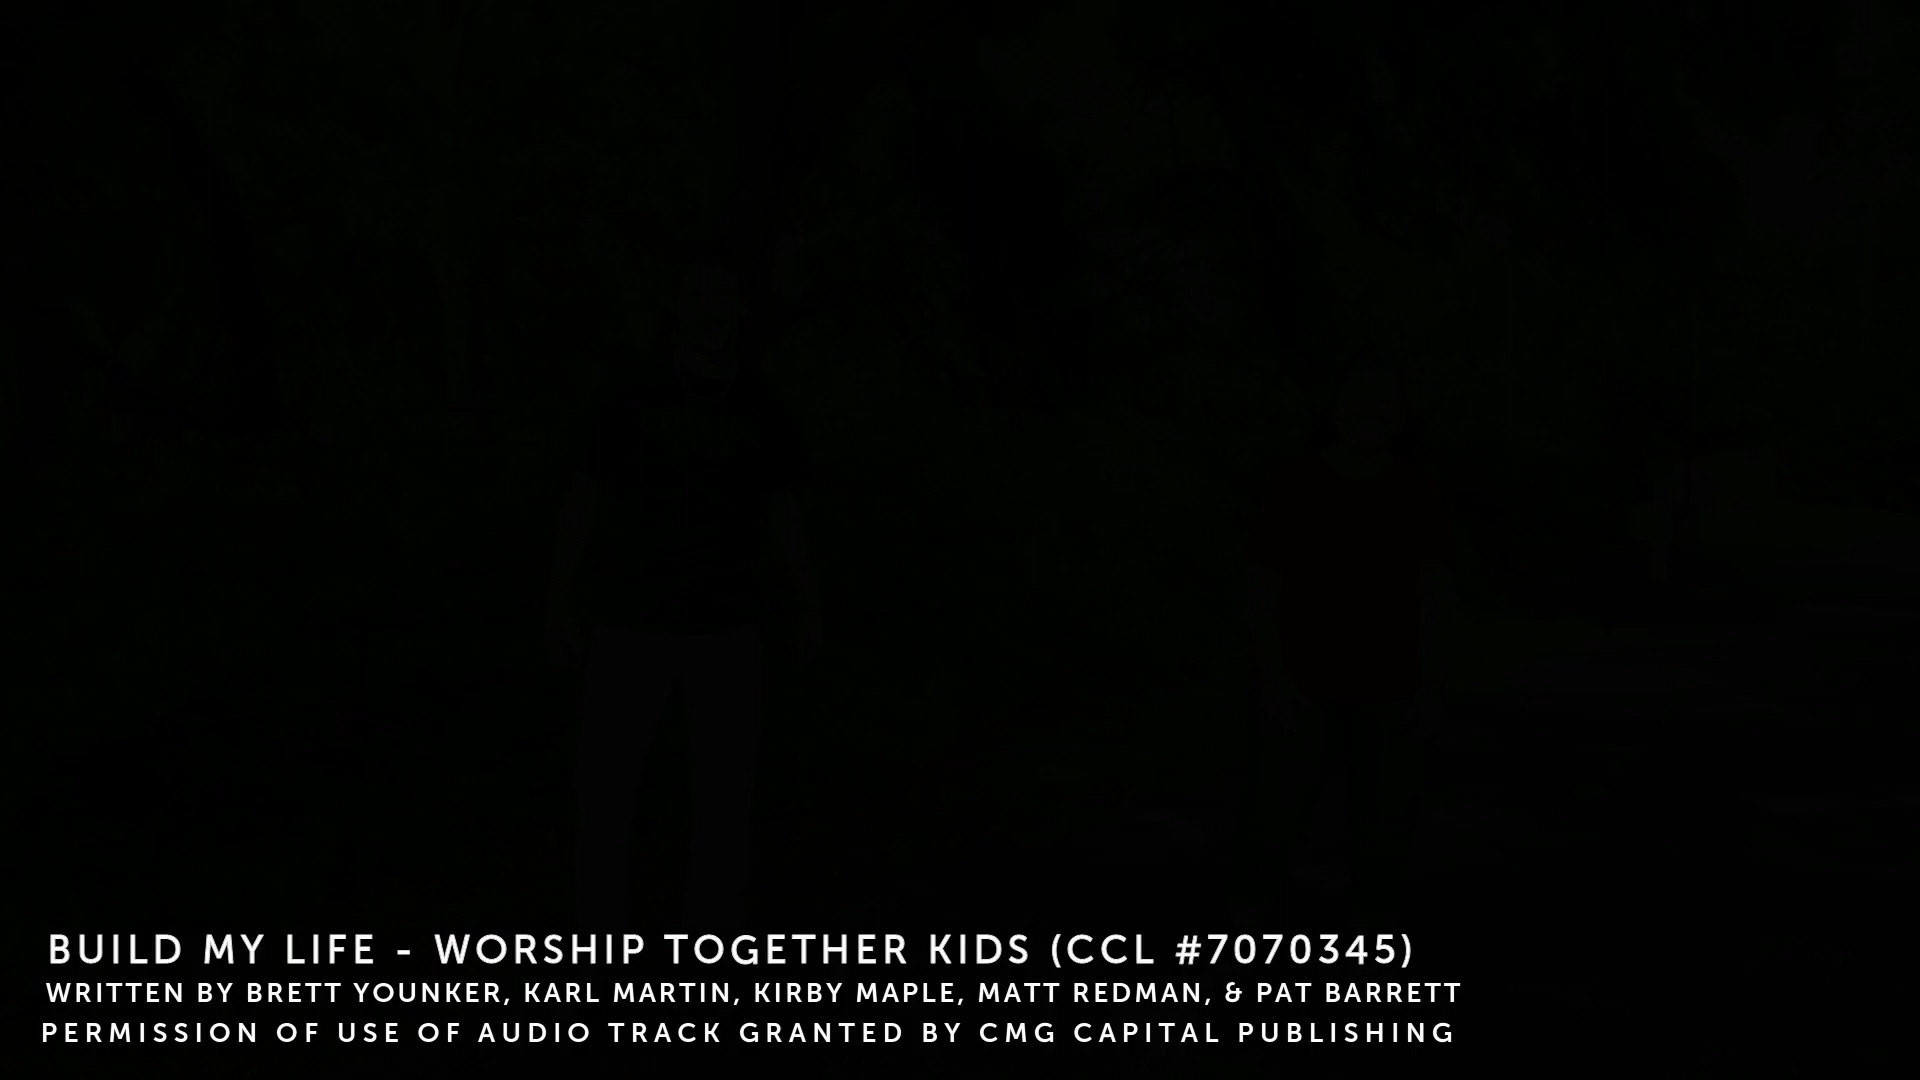 BUILD MY LIFE - WORSHIP TOGETHER KIDS (CCL #7070345)
WRITTEN BY BRETT YOUNKER, KARL MARTIN, KIRBY MAPLE, MATT REDMAN, & PAT BARRETT
PERMISSION OF USE OF AUDIO TRACK GRANTED BY CMG CAPITAL PUBLISHING